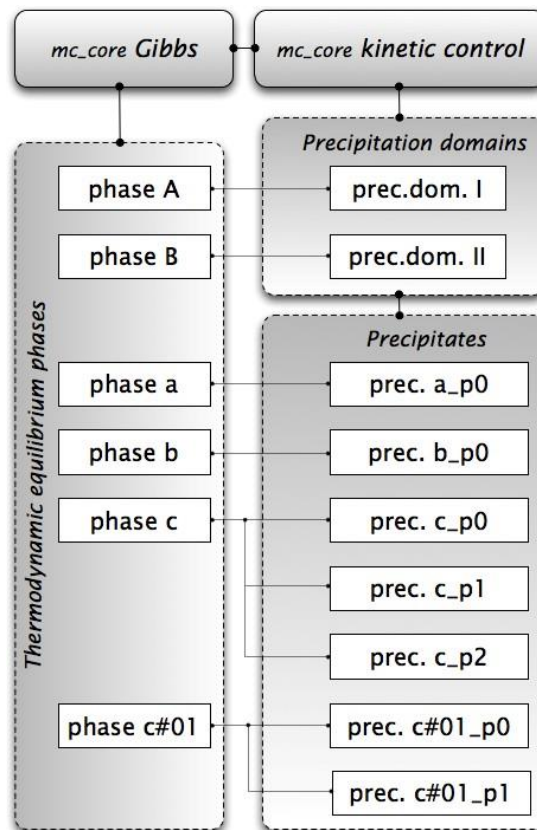 mc_core Gibbs
mc_core kinetic control
Thermodynamic equilibrium phases
phase A
phase B
phase a
phase b
phase c
phase c#01
Precipitation domains
prec.dom. I
prec.dom. II
Precipitates
prec. a_p0
prec. b_p0
prec. c_p0
prec. c_p1
prec. c_p2
prec. c#01_p0
prec. c#01_p1